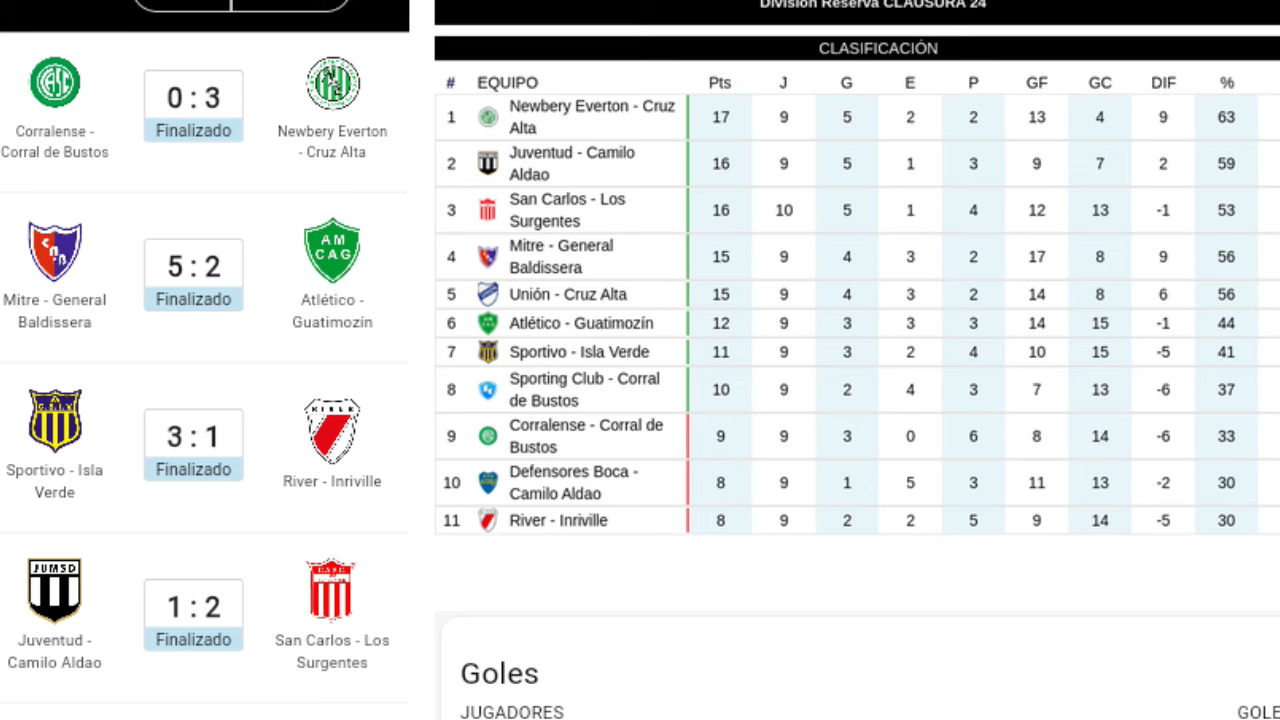 0 : 3
Finalizado
Corralense -
Corral de Bustos
Newbery Everton
- Cruz Alta
AM
CAG
5 : 2
Finalizado
Mitre - General
Baldissera
Atlético -
Guatimozín
3 : 1
Finalizado
Sportivo - Isla
Verde
River - Inriville
JUMSD
1 : 2
Finalizado
Juventud -
Camilo Aldao
San Carlos - Los
Surgentes
División Reserva CLAUSURA 24
CLASIFICACIÓN
# EQUIPO Pts J G E P GF GC DIF %
1 Newbery Everton - Cruz Alta 17 9 5 2 2 13 4 9 63
2 Juventud - Camilo Aldao 16 9 5 1 3 9 7 2 59
3 San Carlos - Los Surgentes 16 10 5 1 4 12 13 -1 53
4 Mitre - General Baldissera 15 9 4 3 2 17 8 9 56
5 Unión - Cruz Alta 15 9 4 3 2 14 8 6 56
6 Atlético - Guatimozín 12 9 3 3 3 14 15 -1 44
7 Sportivo - Isla Verde 11 9 3 2 4 10 15 -5 41
8 Sporting Club - Corral de Bustos 10 9 2 4 3 7 13 -6 37
9 Corralense - Corral de Bustos 9 9 3 0 6 8 14 -6 33
10 Defensores Boca - Camilo Aldao 8 9 1 5 3 11 13 -2 30
11 River - Inriville 8 9 2 2 5 9 14 -5 30
Goles
JUGADORES GOLE